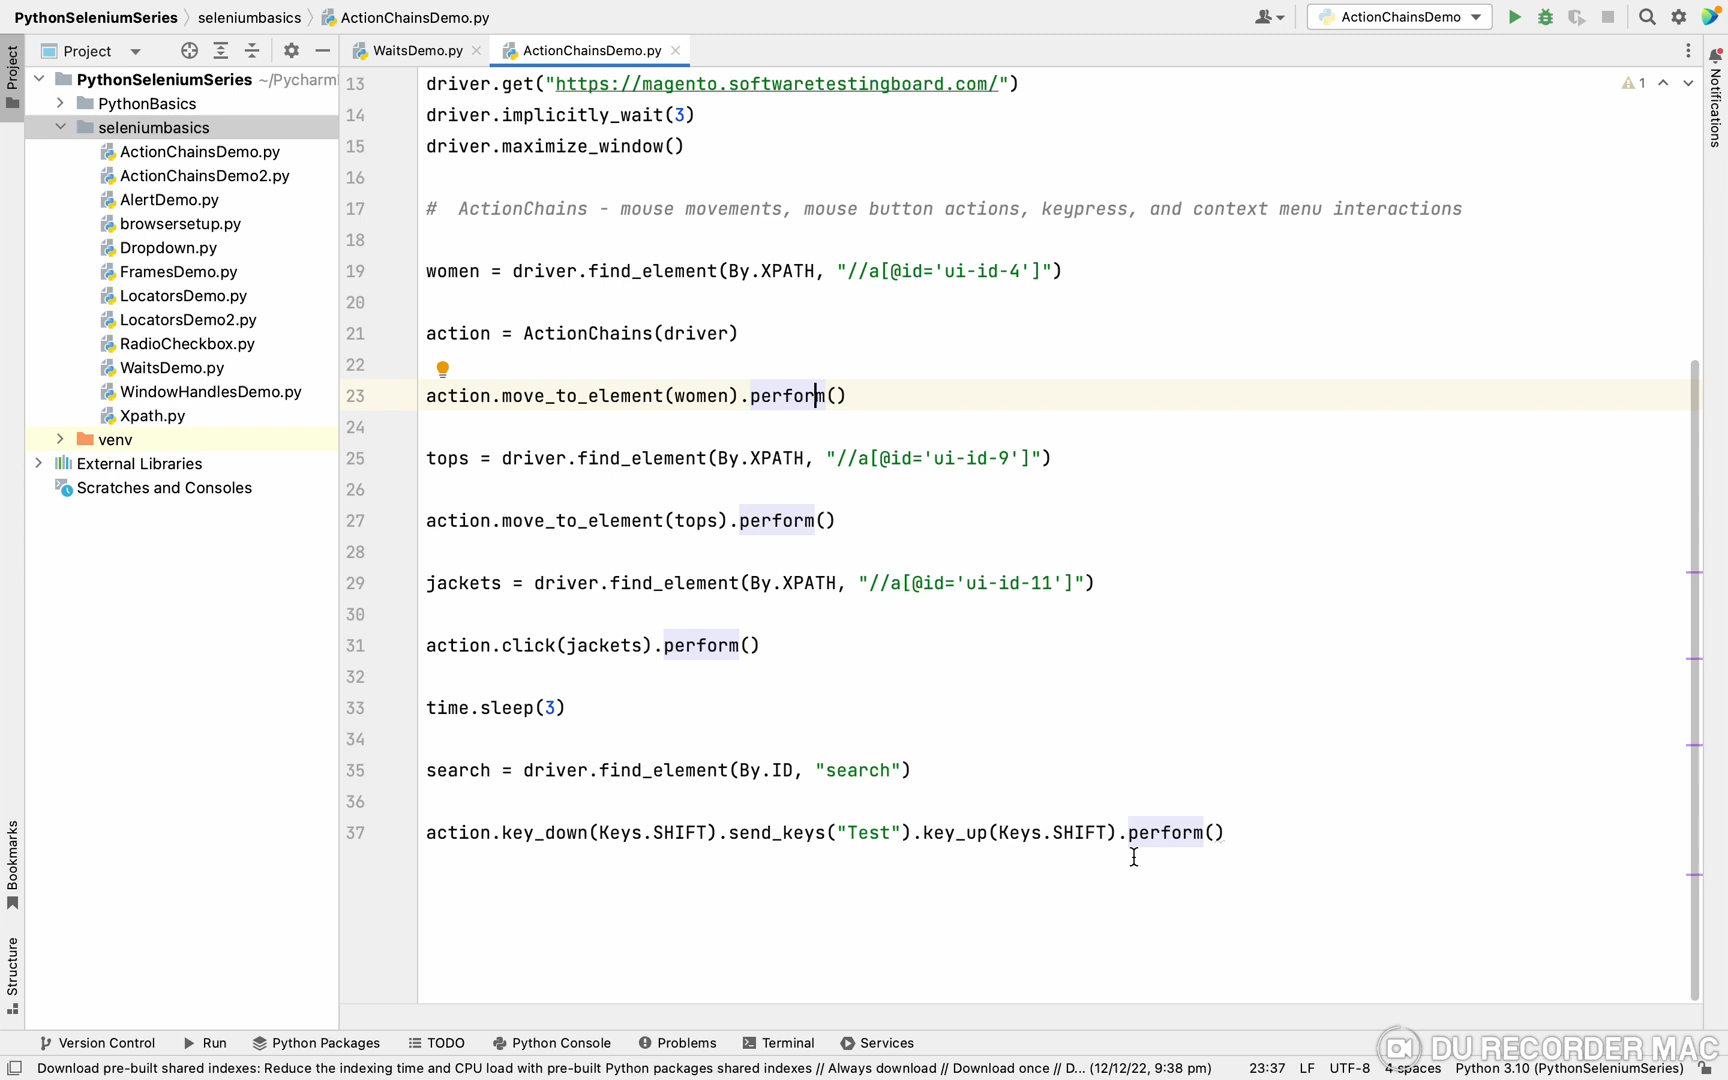 PythonSeleniumSeries
seleniumbasics
ActionChainsDemo.py
ActionChainsDemo
Project
Project
WaitsDemo.py
ActionChainsDemo.py
Notifications
PythonSeleniumSeries ~/Pycharm
PythonBasics
seleniumbasics
ActionChainsDemo.py
ActionChainsDemo2.py
AlertDemo.py
browsersetup.py
Dropdown.py
FramesDemo.py
LocatorsDemo.py
LocatorsDemo2.py
RadioCheckbox.py
WaitsDemo.py
WindowHandlesDemo.py
Xpath.py
venv
External Libraries
Scratches and Consoles
1
13 driver.get("https://magento.softwaretestingboard.com/")
14 driver.implicitly_wait(3)
15 driver.maximize_window()
16
17 # ActionChains - mouse movements, mouse button actions, keypress, and context menu interactions
18
19 women = driver.find_element(By.XPATH, "//a[@id='ui-id-4']")
20
21 action = ActionChains(driver)
22
23 action.move_to_element(women).perform()
24
25 tops = driver.find_element(By.XPATH, "//a[@id='ui-id-9']")
26
27 action.move_to_element(tops).perform()
28
29 jackets = driver.find_element(By.XPATH, "//a[@id='ui-id-11']")
30
31 action.click(jackets).perform()
32
33 time.sleep(3)
34
35 search = driver.find_element(By.ID, "search")
36
37 action.key_down(Keys.SHIFT).send_keys("Test").key_up(Keys.SHIFT).perform()
Bookmarks
Structure
Version Control
Run
Python Packages
TODO
Python Console
Problems
Terminal
Services
DU RECORDER MAC
Download pre-built shared indexes: Reduce the indexing time and CPU load with pre-built Python packages shared indexes // Always download // Download once // D... (12/12/22, 9:38 pm)
23:37 LF UTF-8 4 spaces Python 3.10 (PythonSeleniumSeries)